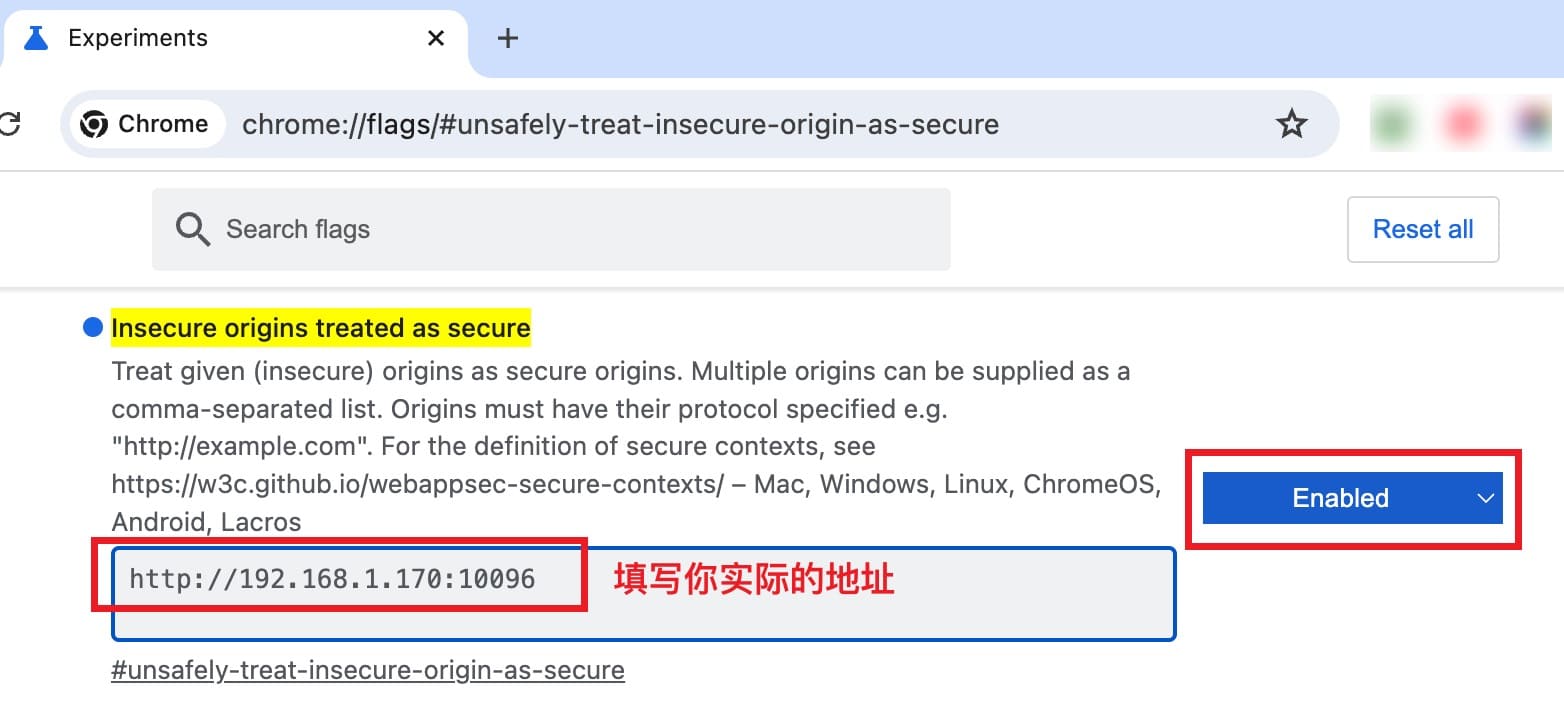 Experiments
Chrome
chrome://flags/#unsafely-treat-insecure-origin-as-secure
Search flags
Reset all
Insecure origins treated as secure
Treat given (insecure) origins as secure origins. Multiple origins can be supplied as a
comma-separated list. Origins must have their protocol specified e.g.
"http://example.com". For the definition of secure contexts, see
https://w3c.github.io/webappsec-secure-contexts/ – Mac, Windows, Linux, ChromeOS,
Android, Lacros
Enabled
http://192.168.1.170:10096 填写你实际的地址
#unsafely-treat-insecure-origin-as-secure